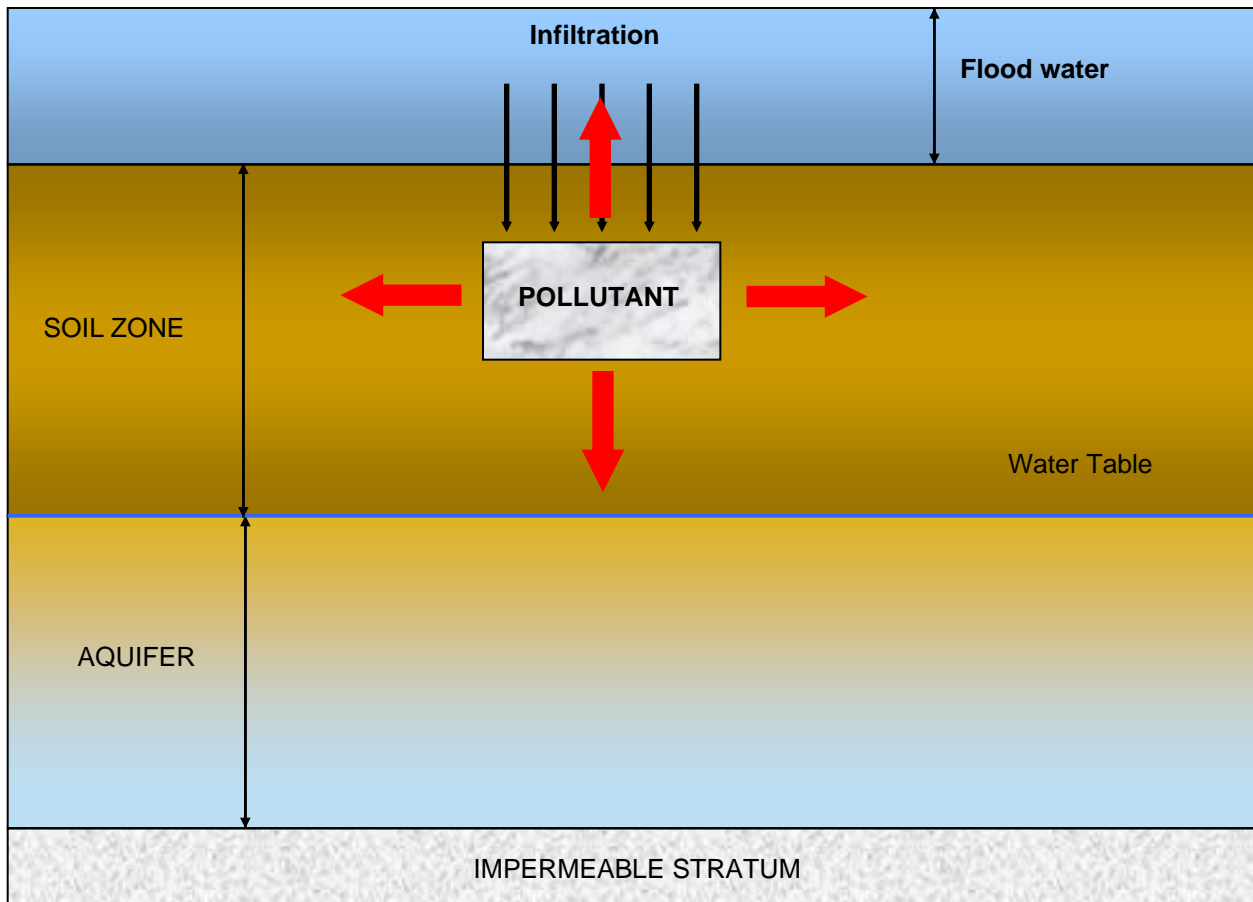 Infiltration
Flood water
POLLUTANT
SOIL ZONE
Water Table
AQUIFER
IMPERMEABLE STRATUM